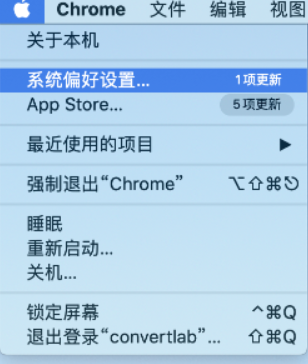 Chrome 文件 编辑 视图
关于本机
系统偏好设置... 1项更新
App Store... 5项更新
最近使用的项目 ▶
强制退出“Chrome” ⌥⇧⌘⎋
睡眠
重新启动...
关机...
锁定屏幕 ^⌘Q
退出登录“convertlab”... ⇧⌘Q